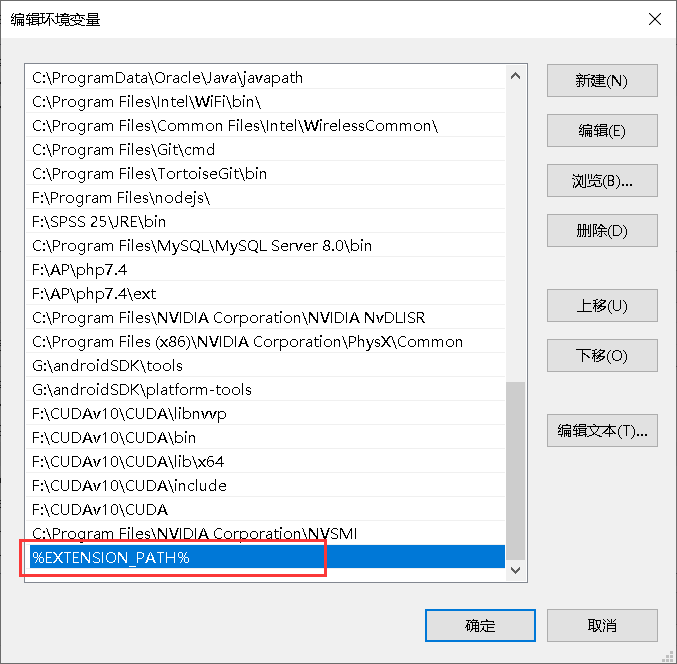 编辑环境变量
C:\ProgramData\Oracle\Java\javapath
C:\Program Files\Intel\WiFi\bin\
C:\Program Files\Common Files\Intel\WirelessCommon\
C:\Program Files\Git\cmd
C:\Program Files\TortoiseGit\bin
F:\Program Files\nodejs\
F:\SPSS 25\JRE\bin
C:\Program Files\MySQL\MySQL Server 8.0\bin
F:\AP\php7.4
F:\AP\php7.4\ext
C:\Program Files\NVIDIA Corporation\NVIDIA NvDLISR
C:\Program Files (x86)\NVIDIA Corporation\PhysX\Common
G:\androidSDK\tools
G:\androidSDK\platform-tools
F:\CUDAv10\CUDA\libnvvp
F:\CUDAv10\CUDA\bin
F:\CUDAv10\CUDA\lib\x64
F:\CUDAv10\CUDA\include
F:\CUDAv10\CUDA
C:\Program Files\NVIDIA Corporation\NVSMI
%EXTENSION_PATH%
新建(N)
编辑(E)
浏览(B)...
删除(D)
上移(U)
下移(O)
编辑文本(T)...
确定
取消